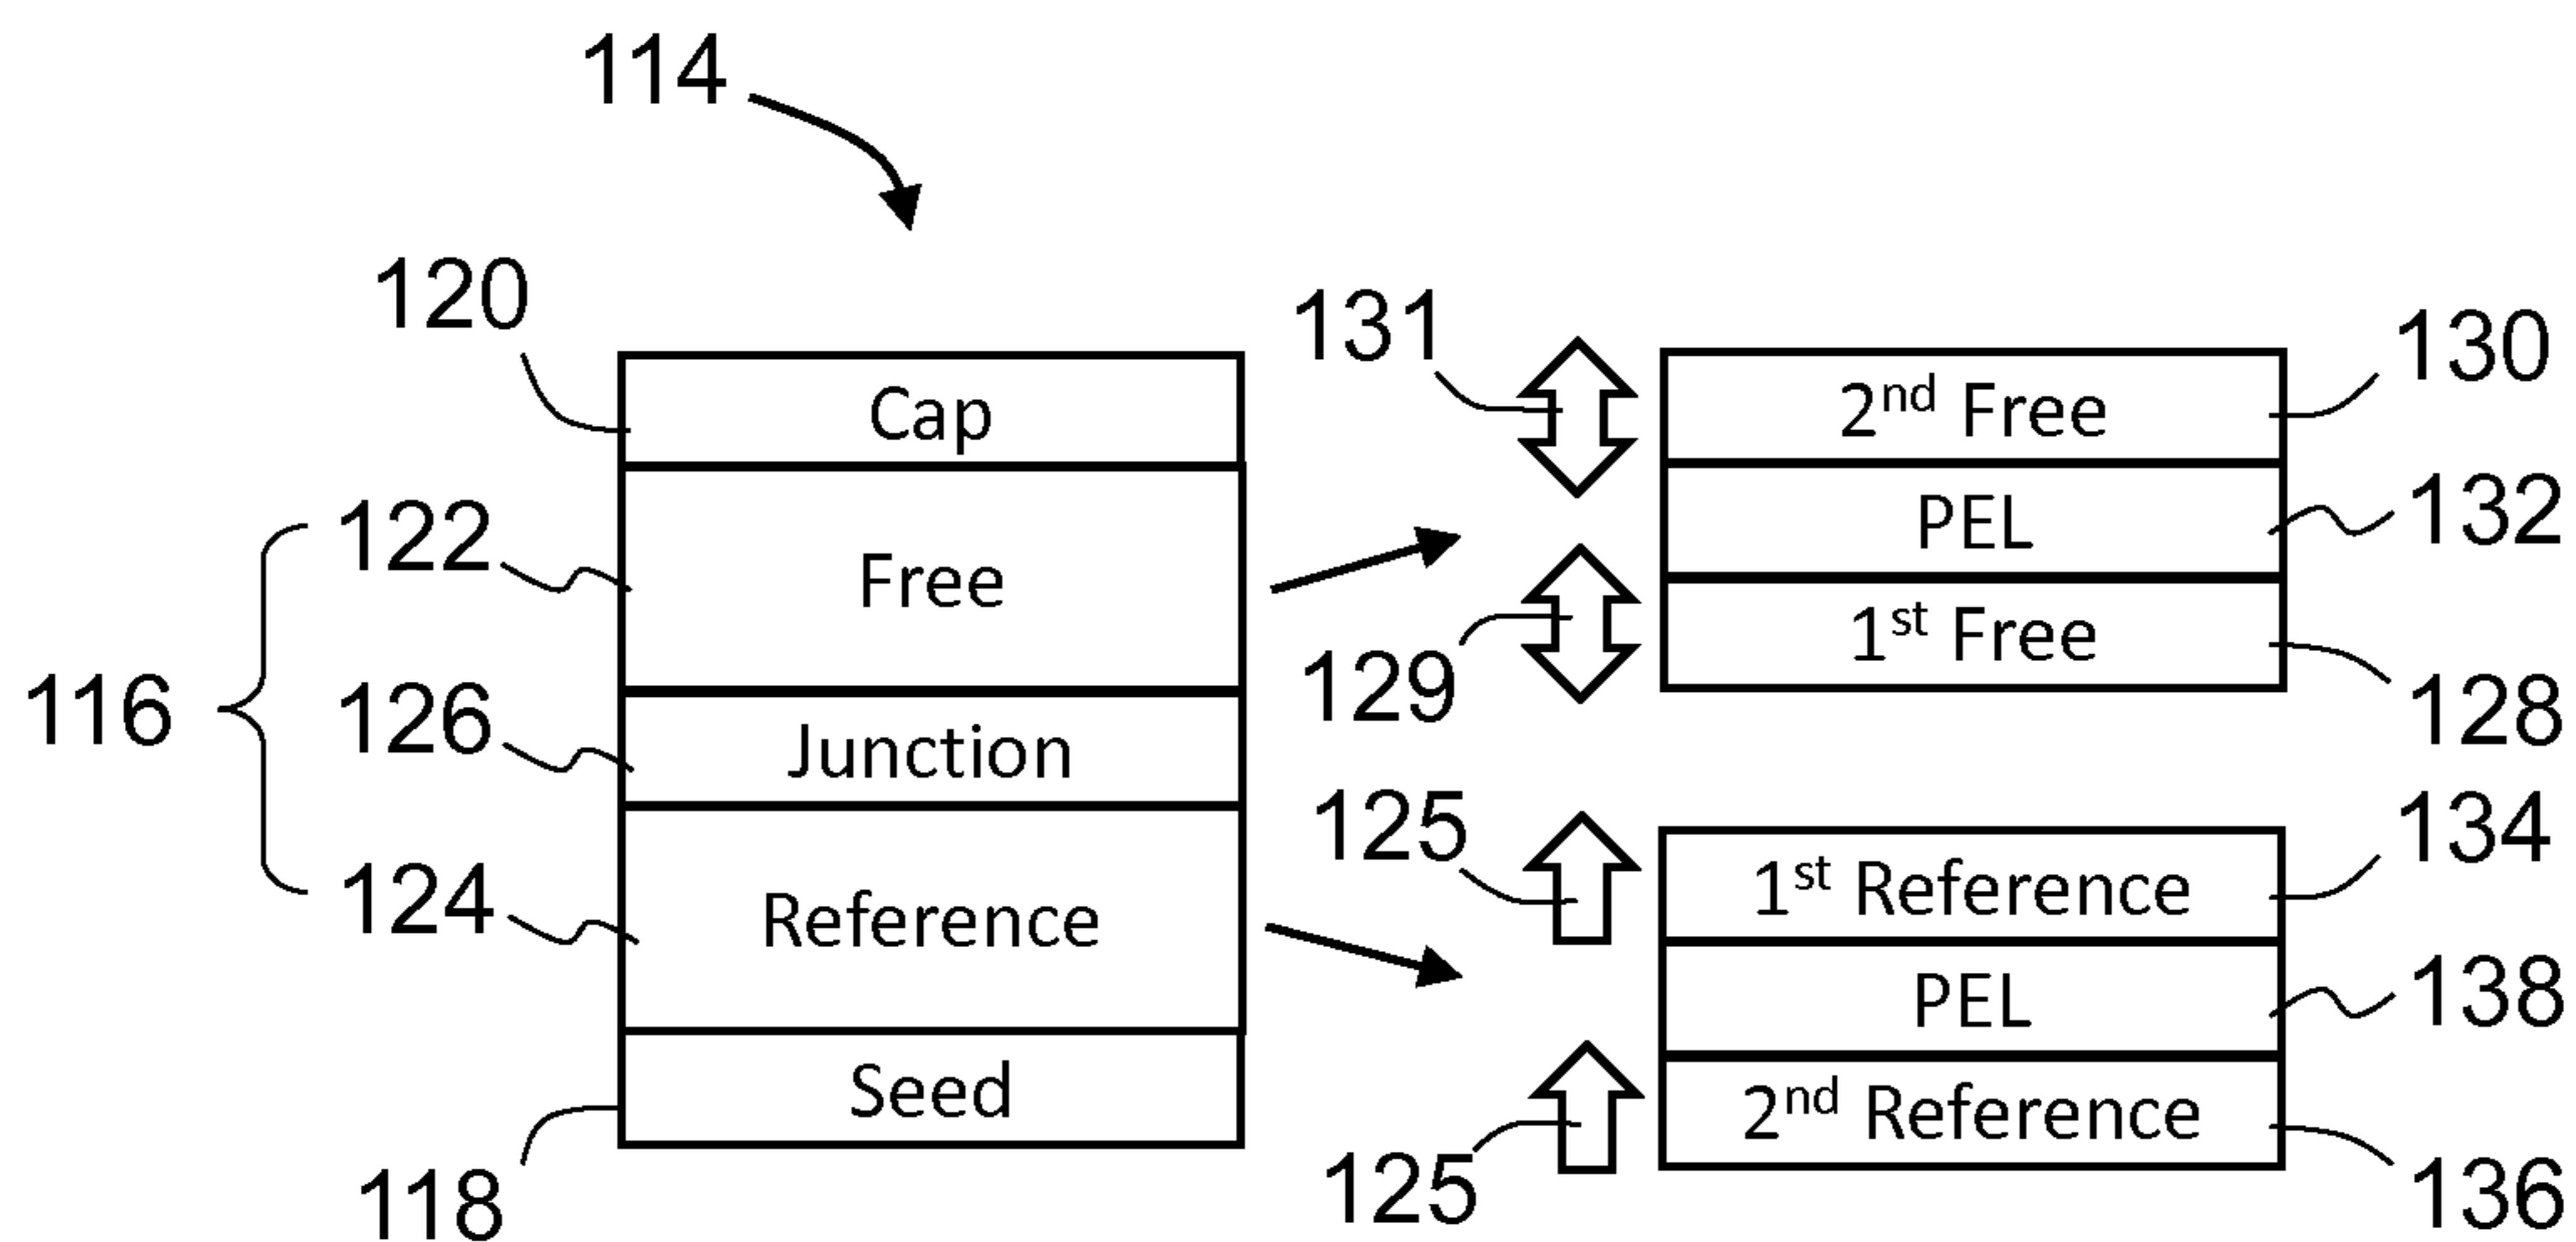 114
120
Cap
122
Free
116
126
Junction
124
Reference
Seed
118
131
2nd Free
130
PEL
132
129
1st Free
128
125
1st Reference
134
PEL
138
125
2nd Reference
136